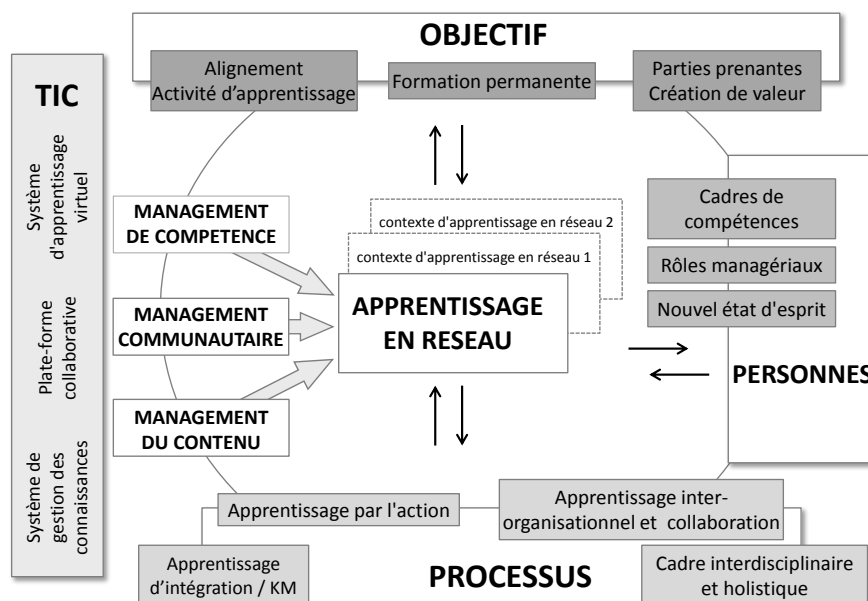 OBJECTIF
Alignement
Activité d'apprentissage
Formation permanente
Parties prenantes
Création de valeur
TIC
Système
d'apprentissage
virtuel
Plate-forme
collaborative
Système de
gestion des
connaissances
MANAGEMENT
DE COMPETENCE
MANAGEMENT
COMMUNAUTAIRE
MANAGEMENT
DU CONTENU
contexte d'apprentissage en réseau 2
contexte d'apprentissage en réseau 1
APPRENTISSAGE
EN RESEAU
Cadres de
compétences
Rôles managériaux
Nouvel état d'esprit
PERSONNES
Apprentissage par l'action
Apprentissage inter-
organisationnel et collaboration
Apprentissage
d'intégration / KM
PROCESSUS
Cadre interdisciplinaire
et holistique